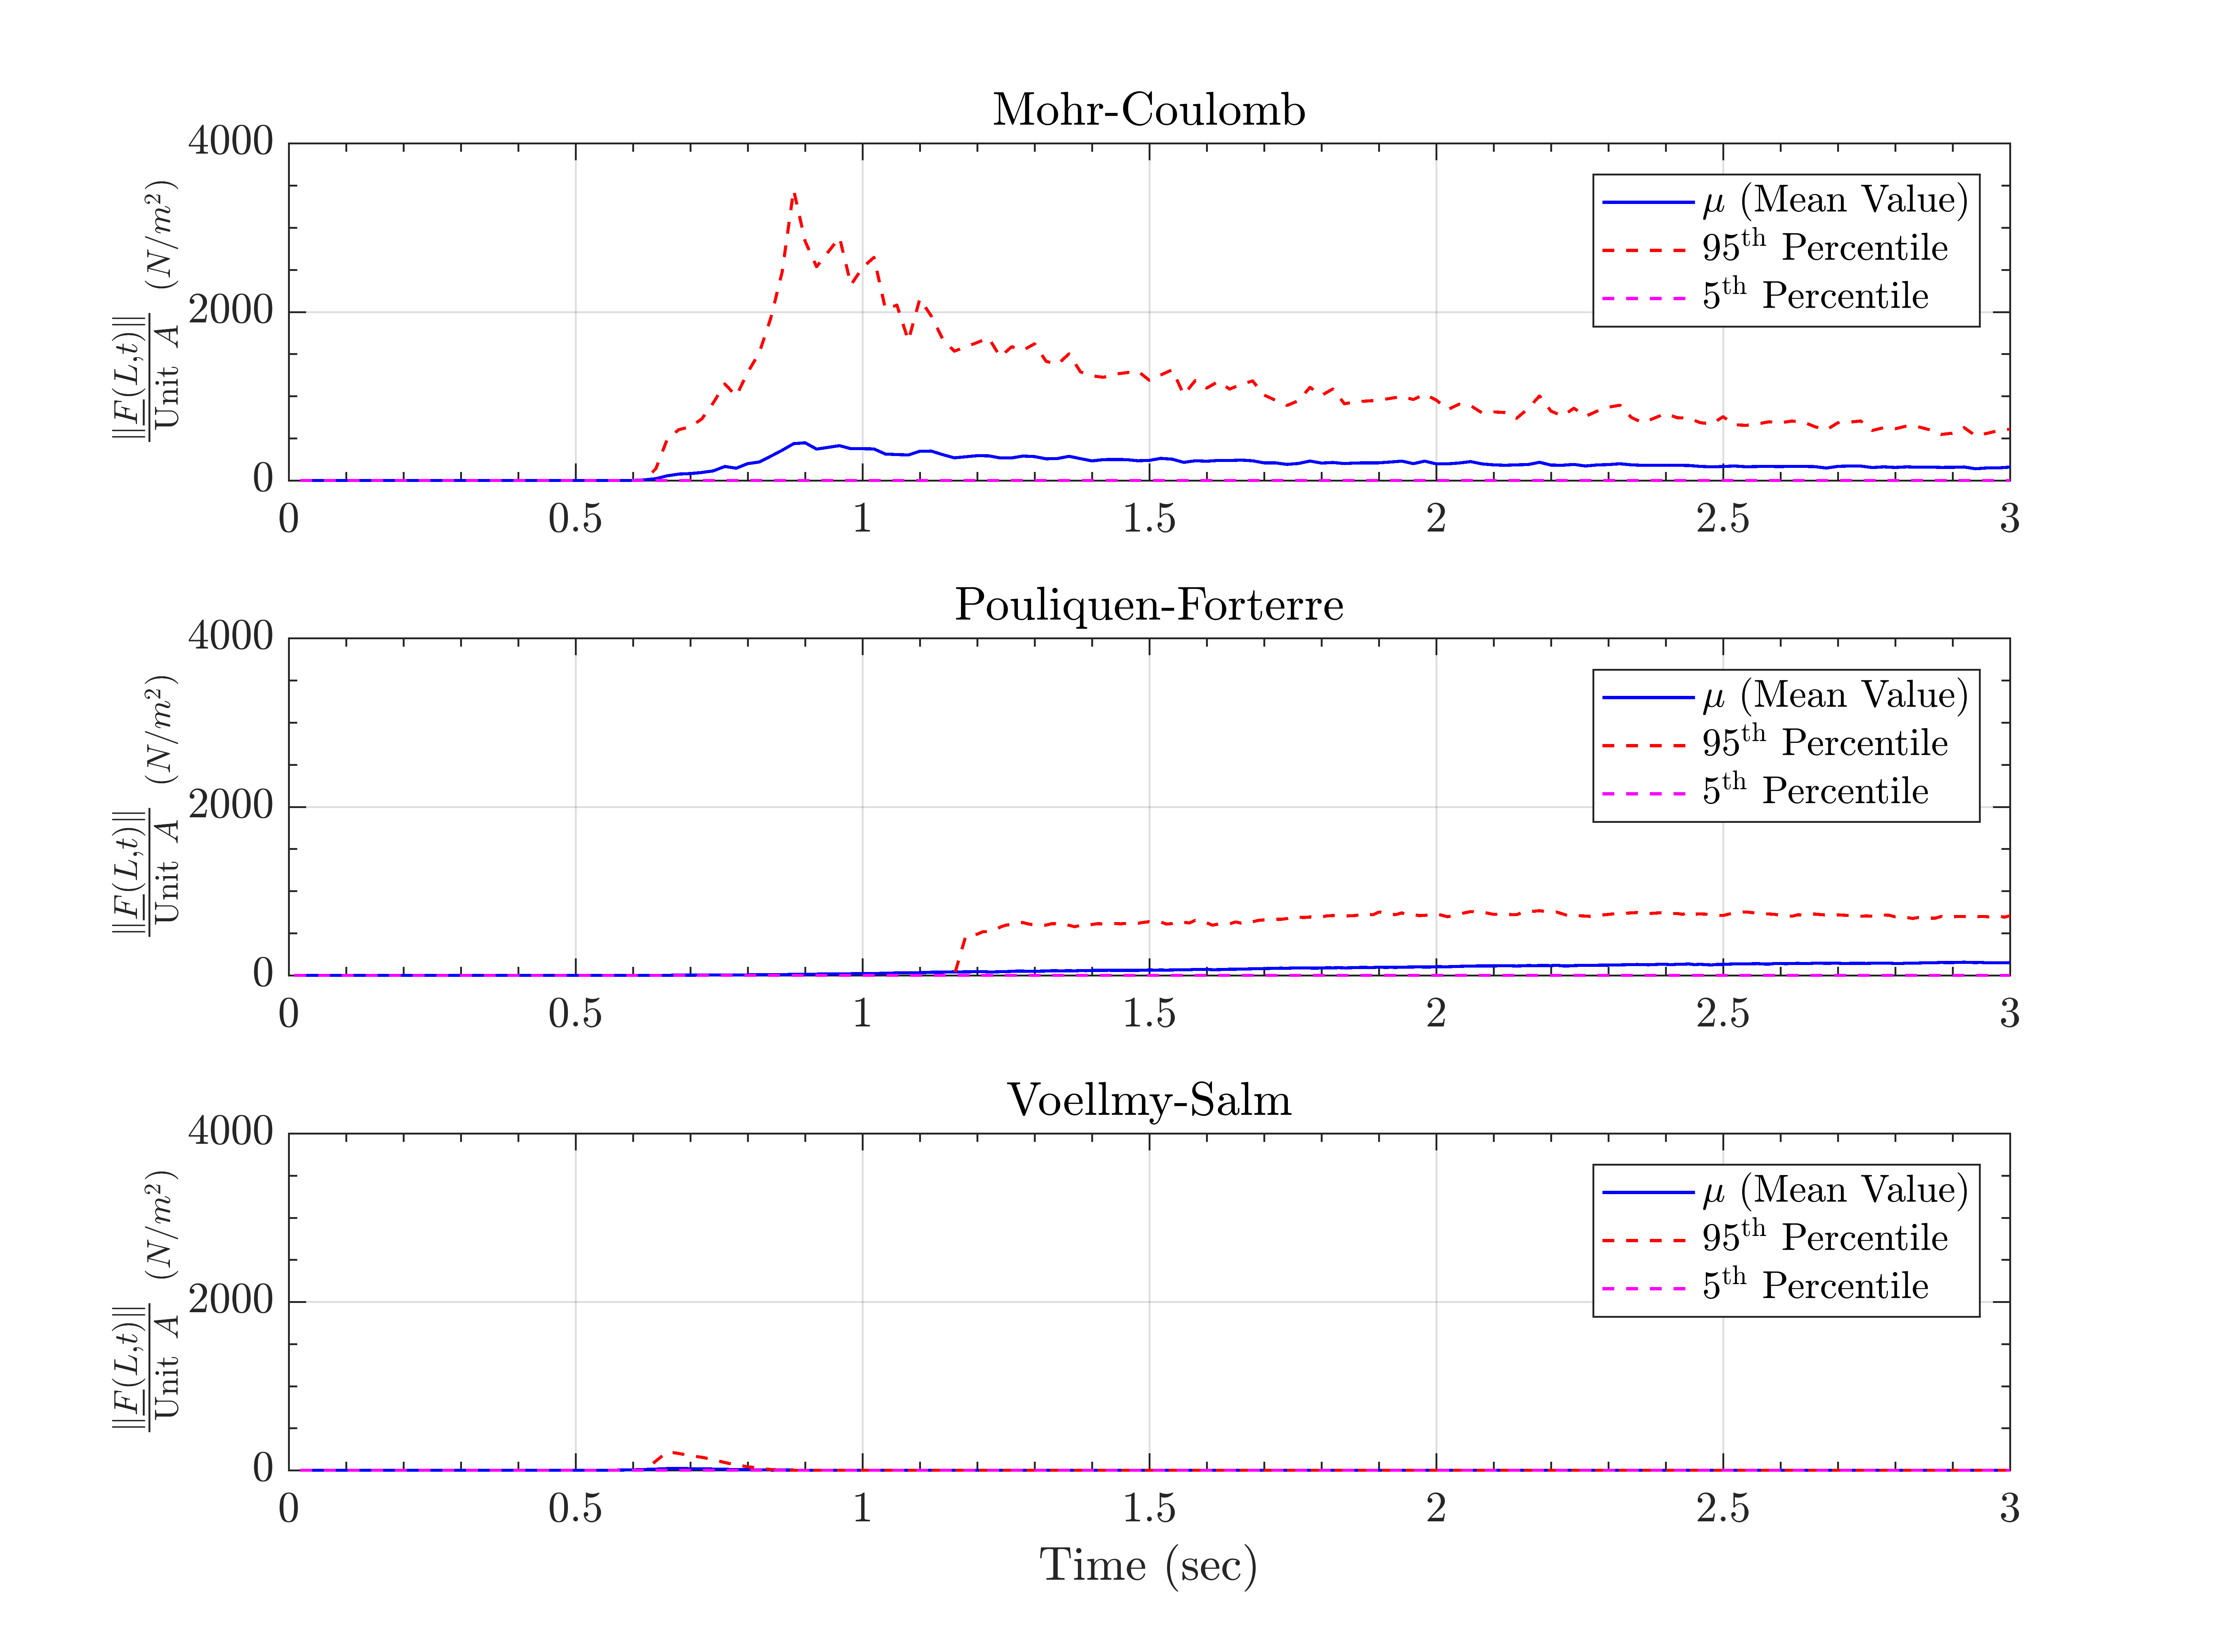 Mohr-Coulomb
||F(L,t)|| / Unit A (N/m²)
4000
2000
0
0 0.5 1 1.5 2 2.5 3
μ (Mean Value)
95th Percentile
5th Percentile
Pouliquen-Forterre
||F(L,t)|| / Unit A (N/m²)
4000
2000
0
0 0.5 1 1.5 2 2.5 3
μ (Mean Value)
95th Percentile
5th Percentile
Voellmy-Salm
||F(L,t)|| / Unit A (N/m²)
4000
2000
0
0 0.5 1 1.5 2 2.5 3
μ (Mean Value)
95th Percentile
5th Percentile
Time (sec)